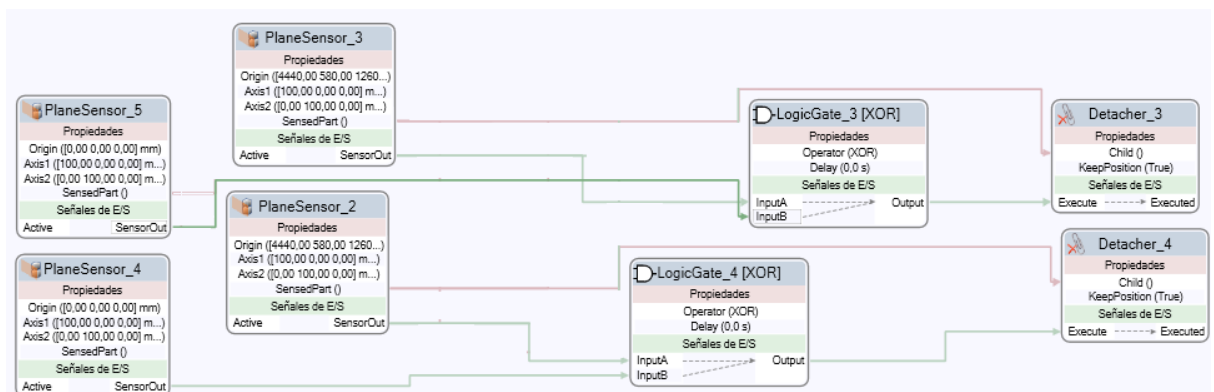 PlaneSensor_3
Propiedades
Origin ([4440,00 580,00 1260...)
Axis1 ([100,00 0,00 0,00] m...)
Axis2 ([0,00 100,00 0,00] m...)
SensedPart ()
Señales de E/S
Active SensorOut
PlaneSensor_5
Propiedades
Origin ([0,00 0,00 0,00] mm)
Axis1 ([100,00 0,00 0,00] m...)
Axis2 ([0,00 100,00 0,00] m...)
SensedPart ()
Señales de E/S
Active SensorOut
LogicGate_3 [XOR]
Propiedades
Operator (XOR)
Delay (0,0 s)
Señales de E/S
InputA Output
InputB
Detacher_3
Propiedades
Child ()
KeepPosition (True)
Señales de E/S
Execute Executed
PlaneSensor_2
Propiedades
Origin ([4440,00 580,00 1260...)
Axis1 ([100,00 0,00 0,00] m...)
Axis2 ([0,00 100,00 0,00] m...)
SensedPart ()
Señales de E/S
Active SensorOut
PlaneSensor_4
Propiedades
Origin ([0,00 0,00 0,00] mm)
Axis1 ([100,00 0,00 0,00] m...)
Axis2 ([0,00 100,00 0,00] m...)
SensedPart ()
Señales de E/S
Active SensorOut
LogicGate_4 [XOR]
Propiedades
Operator (XOR)
Delay (0,0 s)
Señales de E/S
InputA Output
InputB
Detacher_4
Propiedades
Child ()
KeepPosition (True)
Señales de E/S
Execute Executed